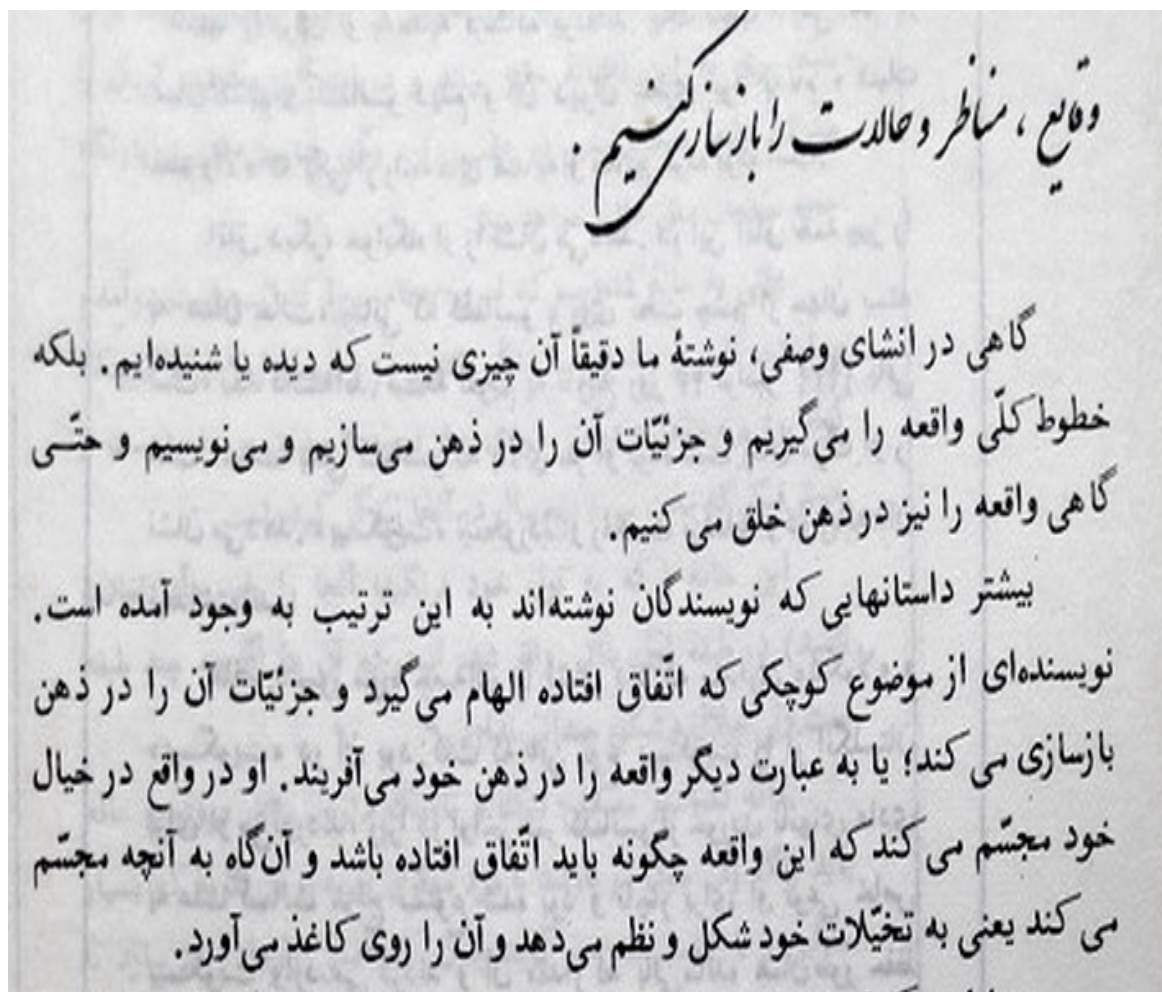 وقایع ، مناظر و حالات را بازسازی کنیم .
گاهی در انشای وصفی، نوشتهٔ ما دقیقاً آن چیزی نیست که دیده یا شنیده‌ایم. بلکه
خطوط کلّی واقعه را می‌گیریم و جزئیّات آن را در ذهن می‌سازیم و می‌نویسیم و حتّی
گاهی واقعه را نیز در ذهن خلق می کنیم.
بیشتر داستانهایی که نویسندگان نوشته‌اند به این ترتیب به وجود آمده است.
نویسنده‌ای از موضوع کوچکی که اتّفاق افتاده الهام می‌گیرد و جزئیّات آن را در ذهن
بازسازی می کند؛ یا به عبارت دیگر واقعه را در ذهن خود می‌آفریند. او در واقع در خیال
خود مجسّم می کند که این واقعه چگونه باید اتّفاق افتاده باشد و آن‌گاه به آنچه مجسّم
می کند یعنی به تخیّلات خود شکل و نظم می‌دهد و آن را روی کاغذ می‌آورد.